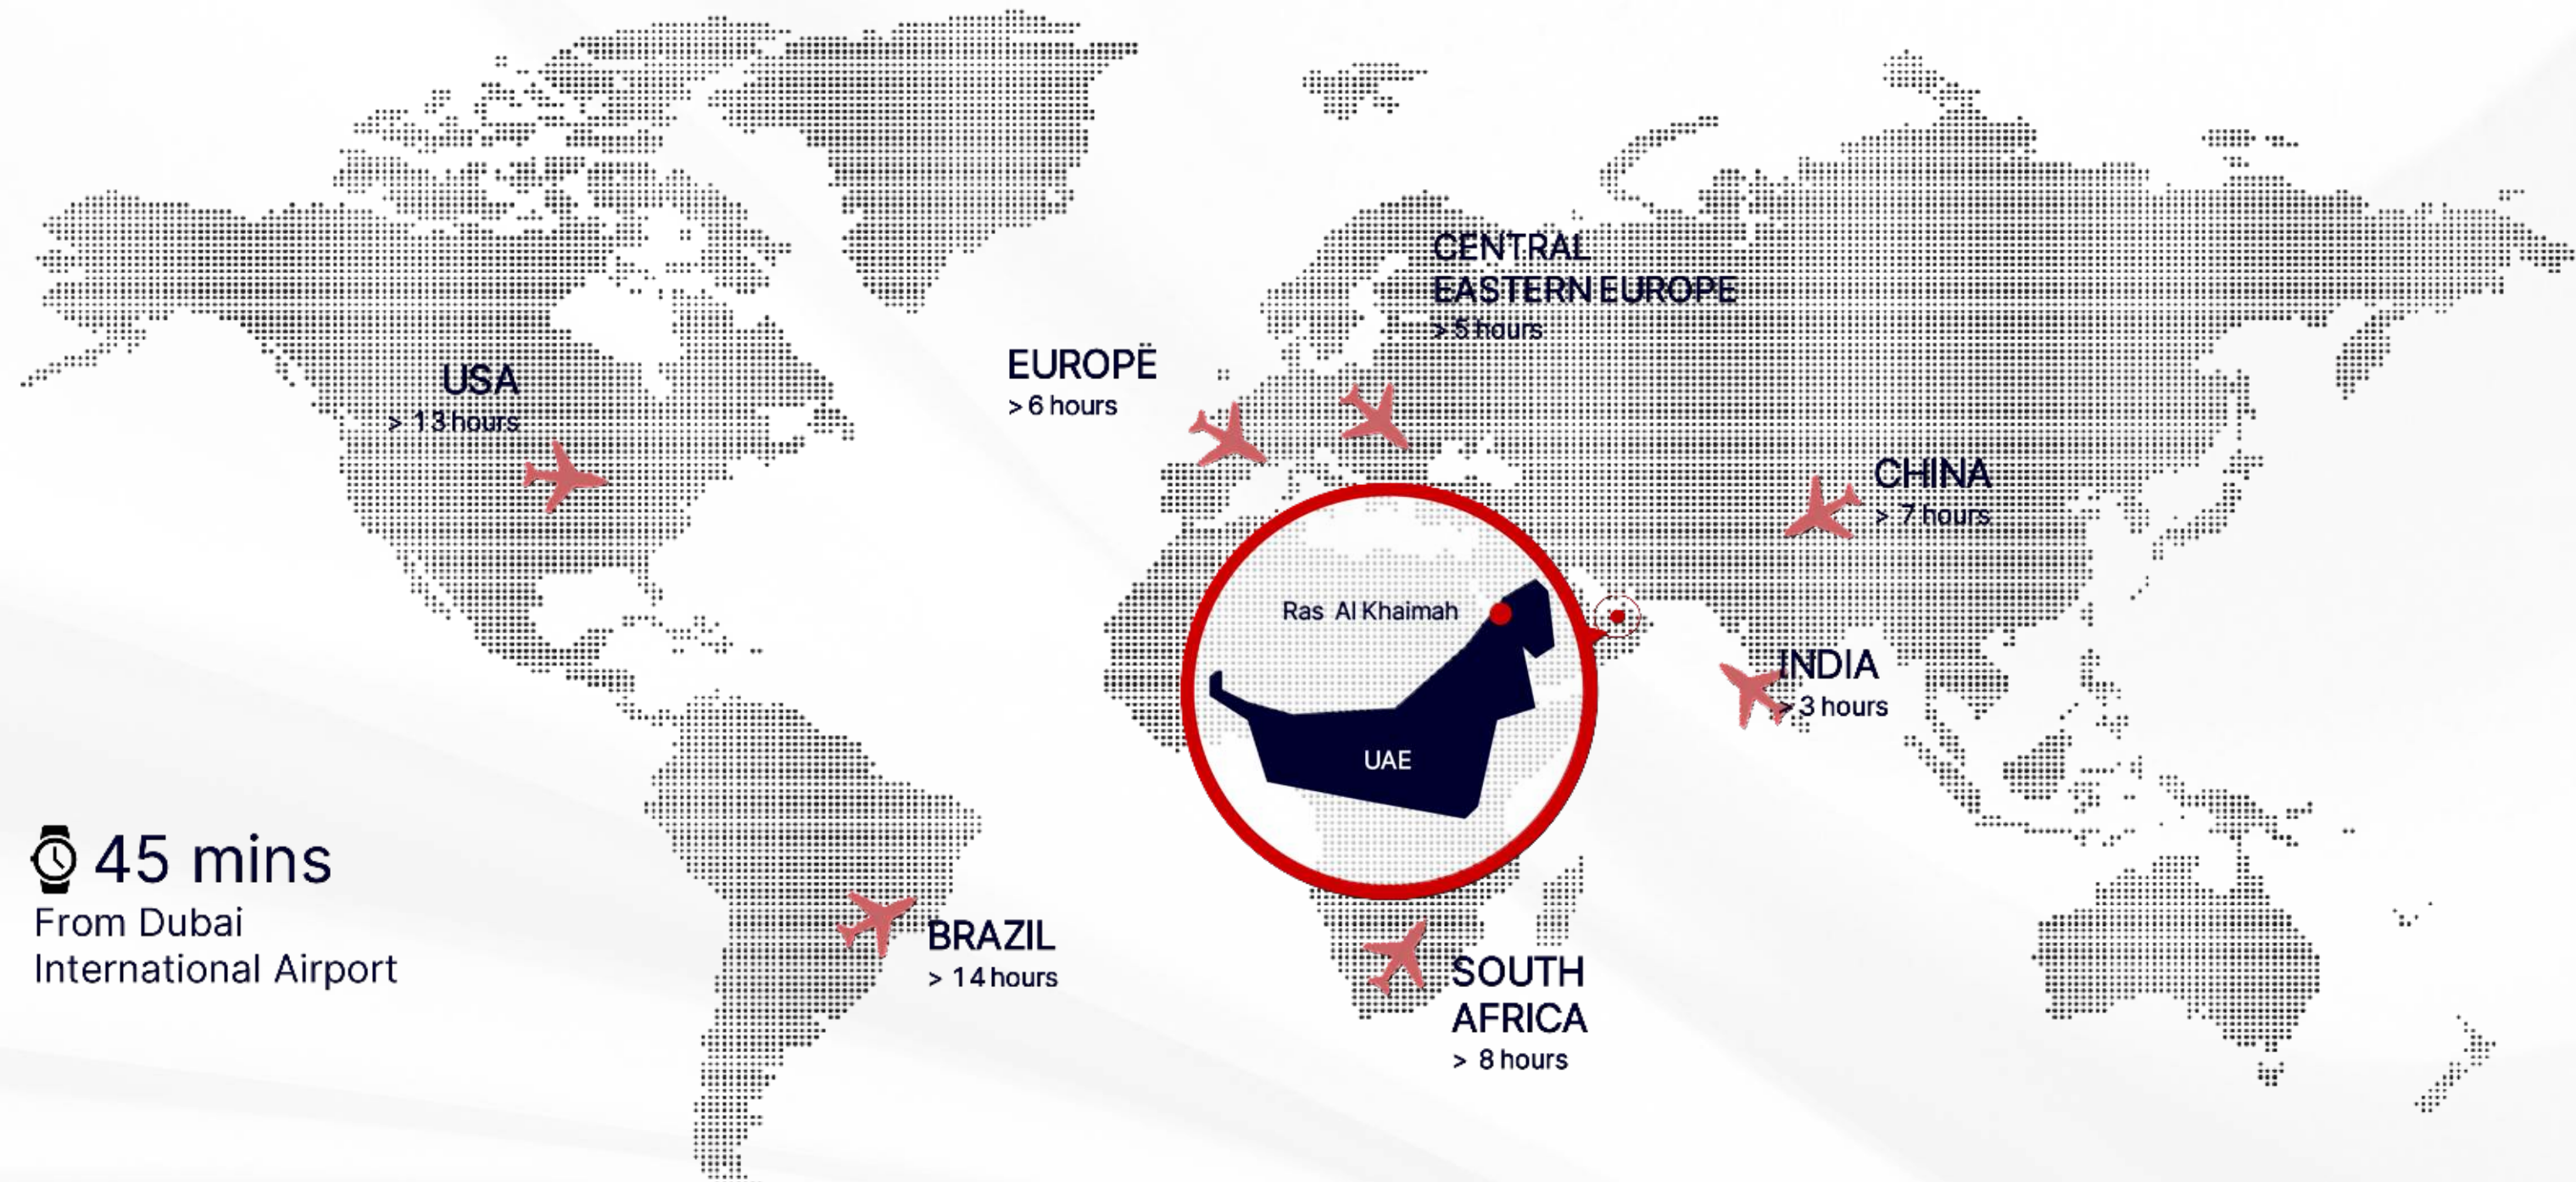 CENTRAL
EASTERN EUROPE
> 5 hours
EUROPE
> 6 hours
USA
> 13 hours
CHINA
> 7 hours
Ras Al Khaimah
INDIA
> 3 hours
UAE
45 mins
From Dubai
International Airport
BRAZIL
> 14 hours
SOUTH
AFRICA
> 8 hours